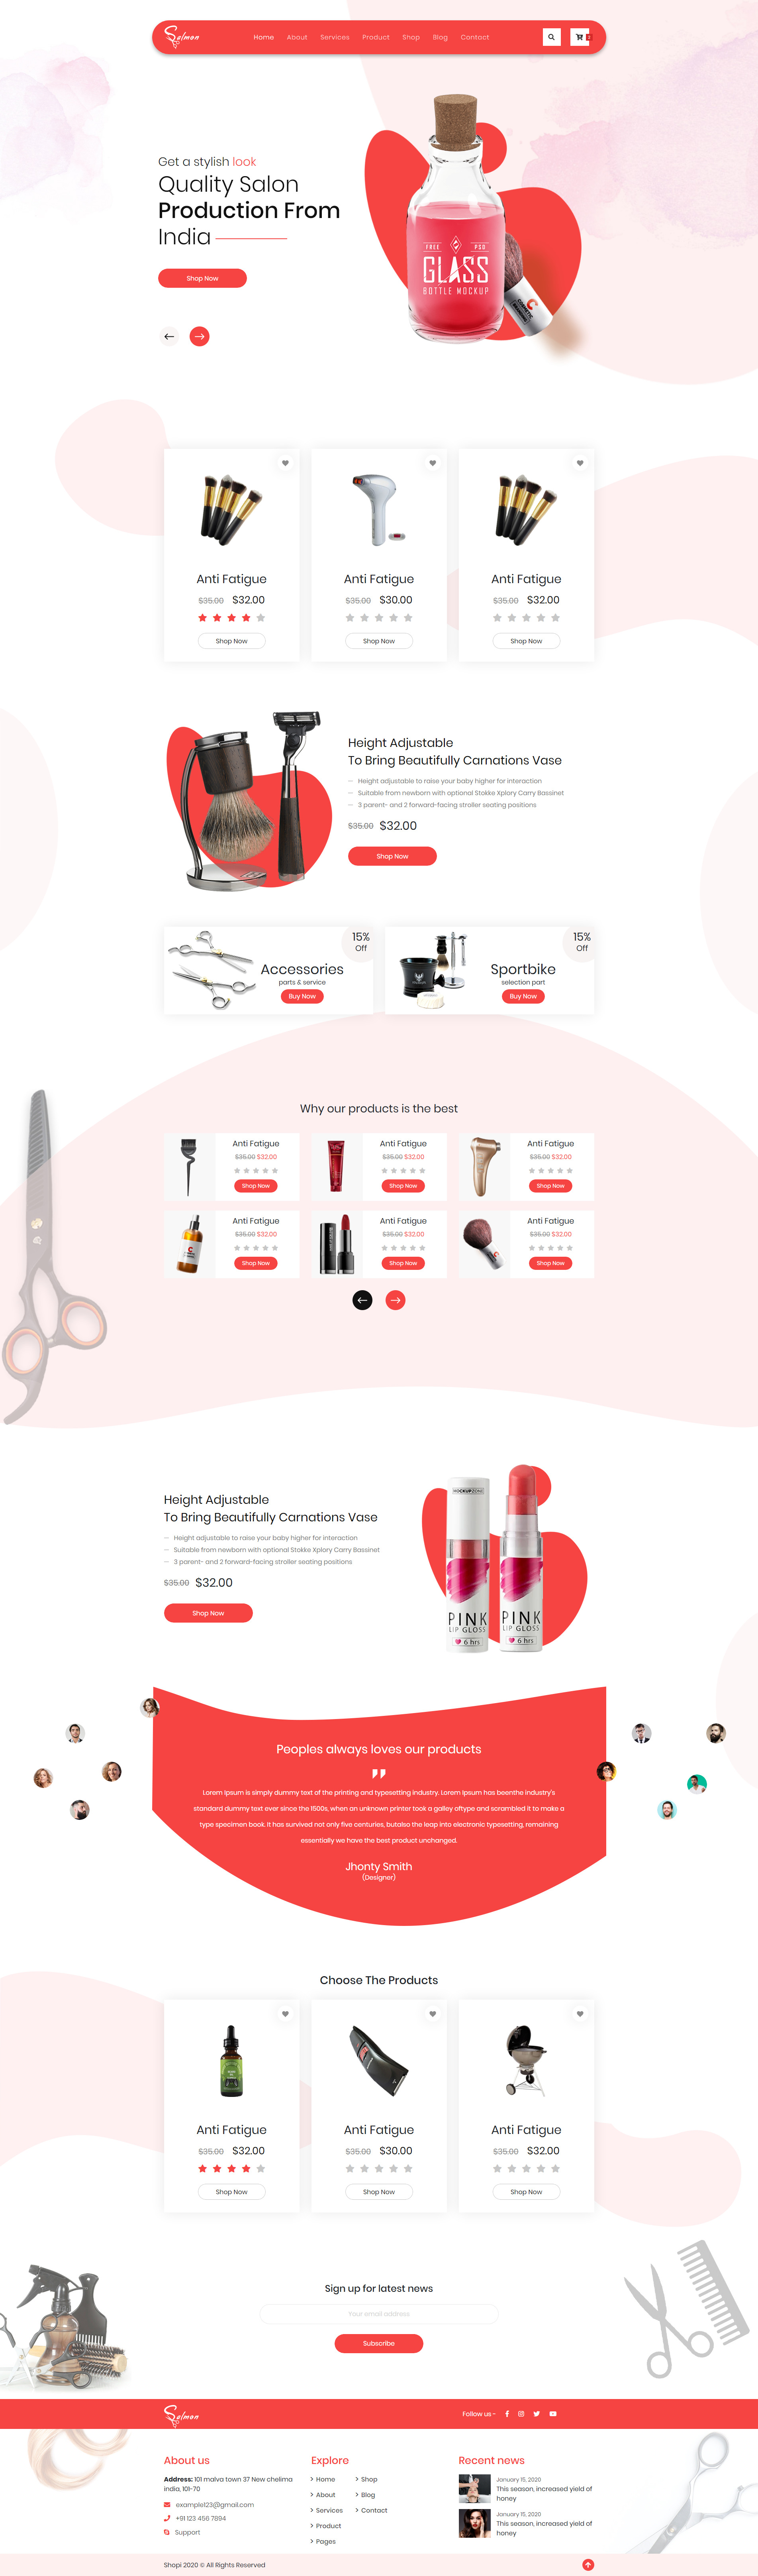 Salmon
Home About Services Product Shop Blog Contact
Get a stylish look
Quality Salon
Production From
India
Shop Now
FREE PSD
GLASS
BOTTLE MOCKUP
COSMETIC
Anti Fatigue
$35.00 $32.00
Shop Now
Anti Fatigue
$35.00 $30.00
Shop Now
Anti Fatigue
$35.00 $32.00
Shop Now
Height Adjustable
To Bring Beautifully Carnations Vase
Height adjustable to raise your baby higher for interaction
Suitable from newborn with optional Stokke Xplory Carry Bassinet
3 parent- and 2 forward-facing stroller seating positions
$35.00 $32.00
Shop Now
15%
Off
Accessories
parts & service
Buy Now
15%
Off
Sportbike
selection part
Buy Now
Why our products is the best
Anti Fatigue
$35.00 $32.00
Shop Now
Anti Fatigue
$35.00 $32.00
Shop Now
Anti Fatigue
$35.00 $32.00
Shop Now
Anti Fatigue
$35.00 $32.00
Shop Now
Anti Fatigue
$35.00 $32.00
Shop Now
Anti Fatigue
$35.00 $32.00
Shop Now
Height Adjustable
To Bring Beautifully Carnations Vase
Height adjustable to raise your baby higher for interaction
Suitable from newborn with optional Stokke Xplory Carry Bassinet
3 parent- and 2 forward-facing stroller seating positions
$35.00 $32.00
Shop Now
MOCKUPZONE
PINK
LIP GLOSS
6 hrs
PINK
LIP GLOSS
6 hrs
Peoples always loves our products
Lorem Ipsum is simply dummy text of the printing and typesetting industry. Lorem Ipsum has beenthe industry's
standard dummy text ever since the 1500s, when an unknown printer took a galley oftype and scrambled it to make a
type specimen book. It has survived not only five centuries, butalso the leap into electronic typesetting, remaining
essentially we have the best product unchanged.
Jhonty Smith
(Designer)
Choose The Products
Anti Fatigue
$35.00 $32.00
Shop Now
Anti Fatigue
$35.00 $30.00
Shop Now
Anti Fatigue
$35.00 $32.00
Shop Now
Sign up for latest news
Your email address
Subscribe
Salmon
Follow us -
About us
Address: 101 malva town 37 New chelima
india, 101-70
example123@gmail.com
+91 123 456 7894
Support
Explore
Home
About
Services
Product
Pages
Shop
Blog
Contact
Recent news
January 15, 2020
This season, increased yield of
honey
January 15, 2020
This season, increased yield of
honey
Shopi 2020 © All Rights Reserved